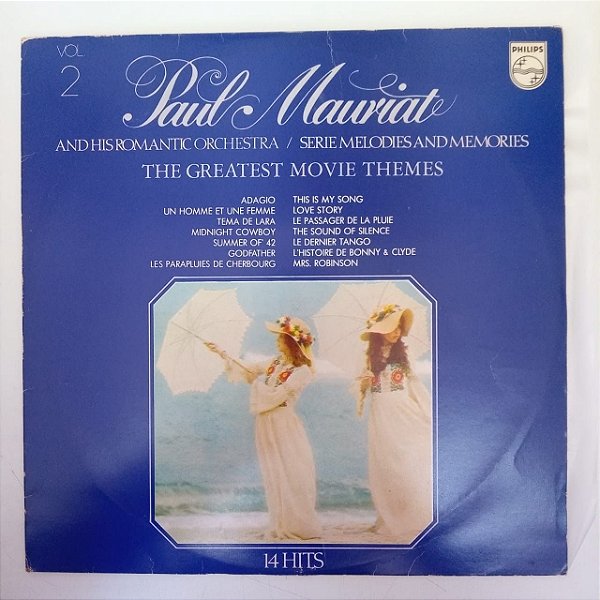 VOL
2
Paul Mauriat
PHILIPS
AND HIS ROMANTIC ORCHESTRA / SERIE MELODIES AND MEMORIES
THE GREATEST MOVIE THEMES
ADAGIO
UN HOMME ET UNE FEMME
TEMA DE LARA
MIDNIGHT COWBOY
SUMMER OF' 42
GODFATHER
LES PARAPLUIES DE CHERBOURG
THIS IS MY SONG
LOVE STORY
LE PASSAGER DE LA PLUIE
THE SOUND OF SILENCE
LE DERNIER TANGO
L'HISTOIRE DE BONNY & CLYDE
MRS. ROBINSON
14 HITS